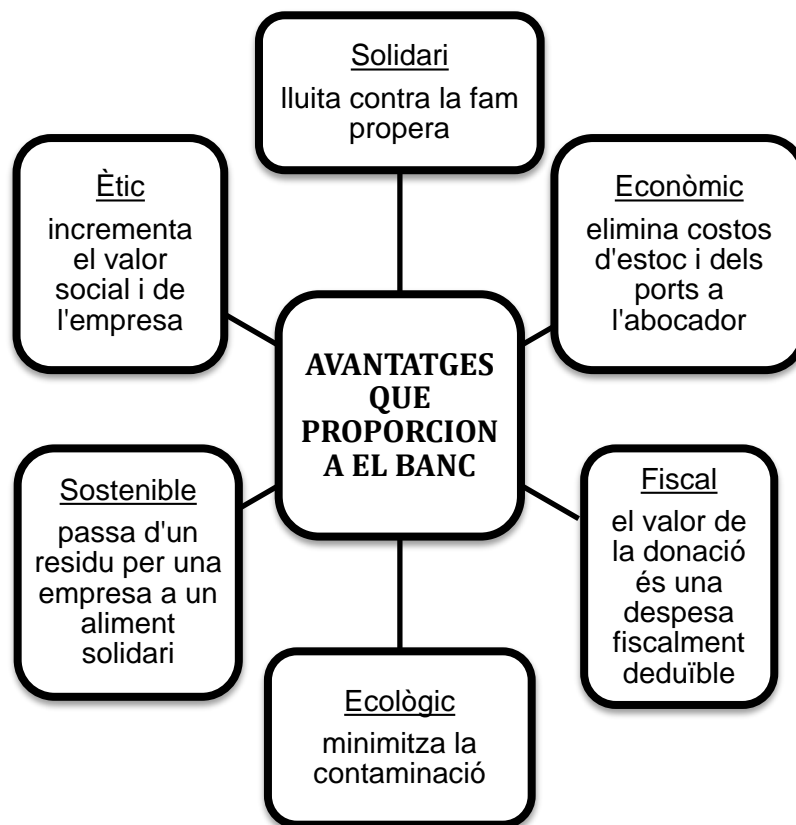 Solidari
lluita contra la fam
propera
Ètic
incrementa
el valor
social i de
l'empresa
Econòmic
elimina costos
d'estoc i dels
ports a
l'abocador
AVANTATGES
QUE
PROPORCION
A EL BANC
Sostenible
passa d'un
residu per una
empresa a un
aliment
solidari
Fiscal
el valor de
la donació
és una
despesa
fiscalment
deduïble
Ecològic
minimitza la
contaminació